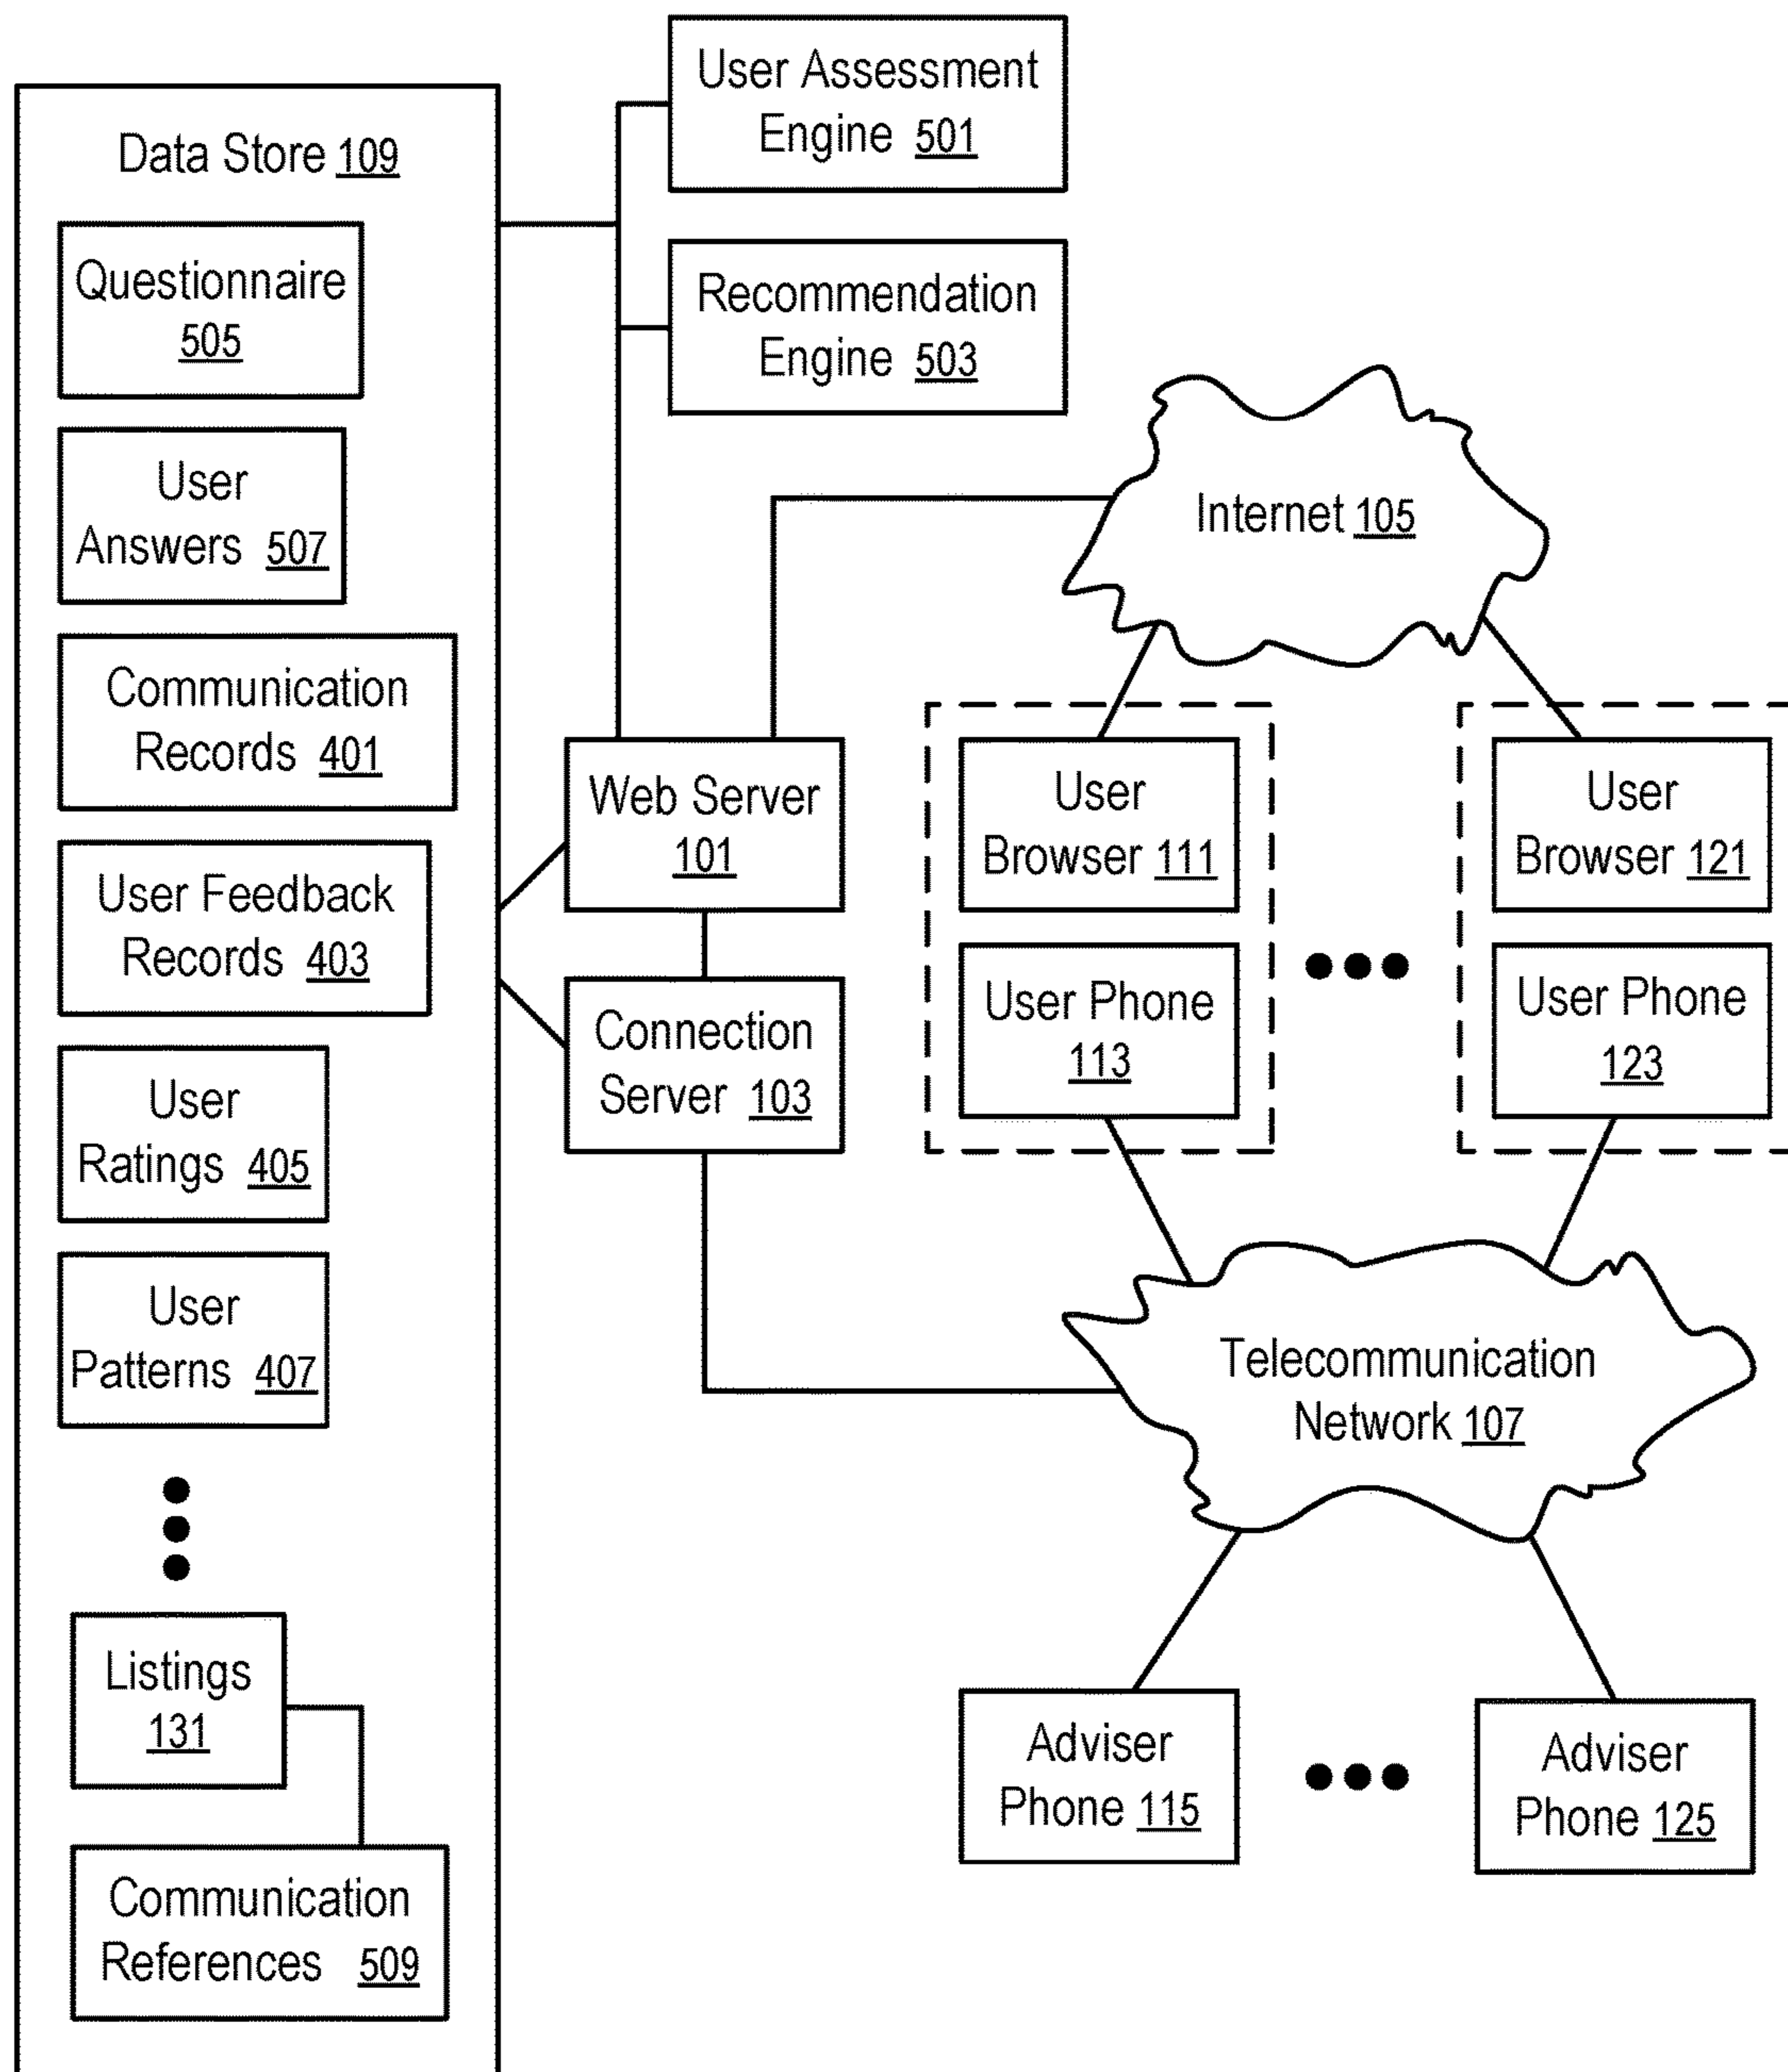 Data Store 109
Questionnaire
505
User
Answers 507
Communication
Records 401
User Feedback
Records 403
User
Ratings 405
User
Patterns 407
Listings
131
Communication
References 509
User Assessment
Engine 501
Recommendation
Engine 503
Internet 105
Web Server
101
Connection
Server 103
User
Browser 111
User Phone
113
User
Browser 121
User Phone
123
Telecommunication
Network 107
Adviser
Phone 115
Adviser
Phone 125